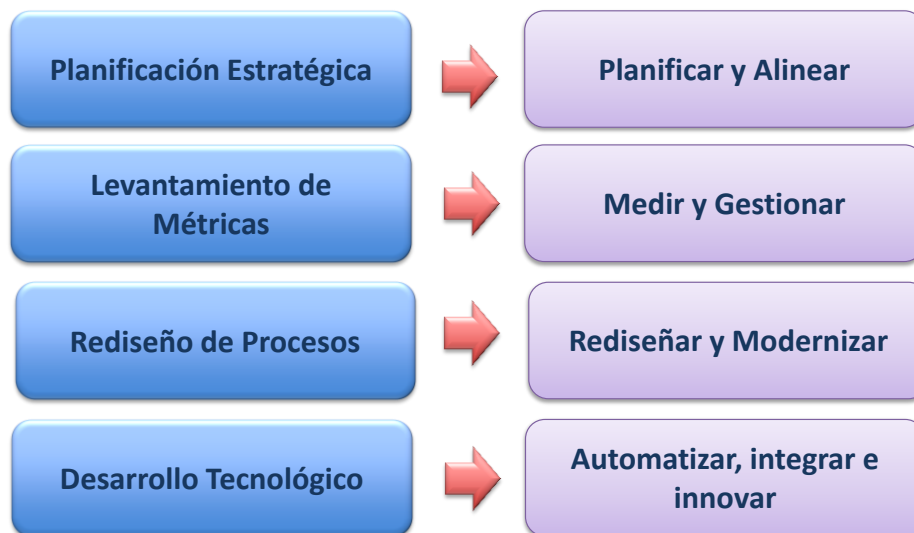 Planificación Estratégica
Planificar y Alinear
Levantamiento de
Métricas
Medir y Gestionar
Rediseño de Procesos
Rediseñar y Modernizar
Desarrollo Tecnológico
Automatizar, integrar e
innovar